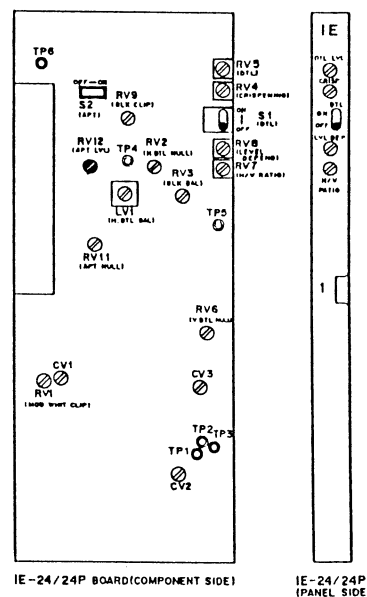 TP6
OFF-ON
S2
(APT)
RV9
(BLK CLIP)
RV5
(DTL)
RV4
(CRISPENING)
ON
OFF
S1
(DTL)
RV12
(APT LVL)
TP4
RV2
(H.DTL NULL)
RV8
(LEVEL DEPEND)
RV7
(H/V RATIO)
RV3
(BLK BAL)
LV1
(H.DTL BAL)
TP5
RV11
(APT NULL)
RV6
(V.DTL NULL)
CV1
RV1
(MOD WHIT CLIP)
CV3
TP2
TP3
TP1
CV2
IE-24/24P BOARD(COMPONENT SIDE)
IE
DTL LVL
CRISP
DTL
ON
OFF
LVL DEP
H/V
RATIO
1
IE-24/24P
(PANEL SIDE